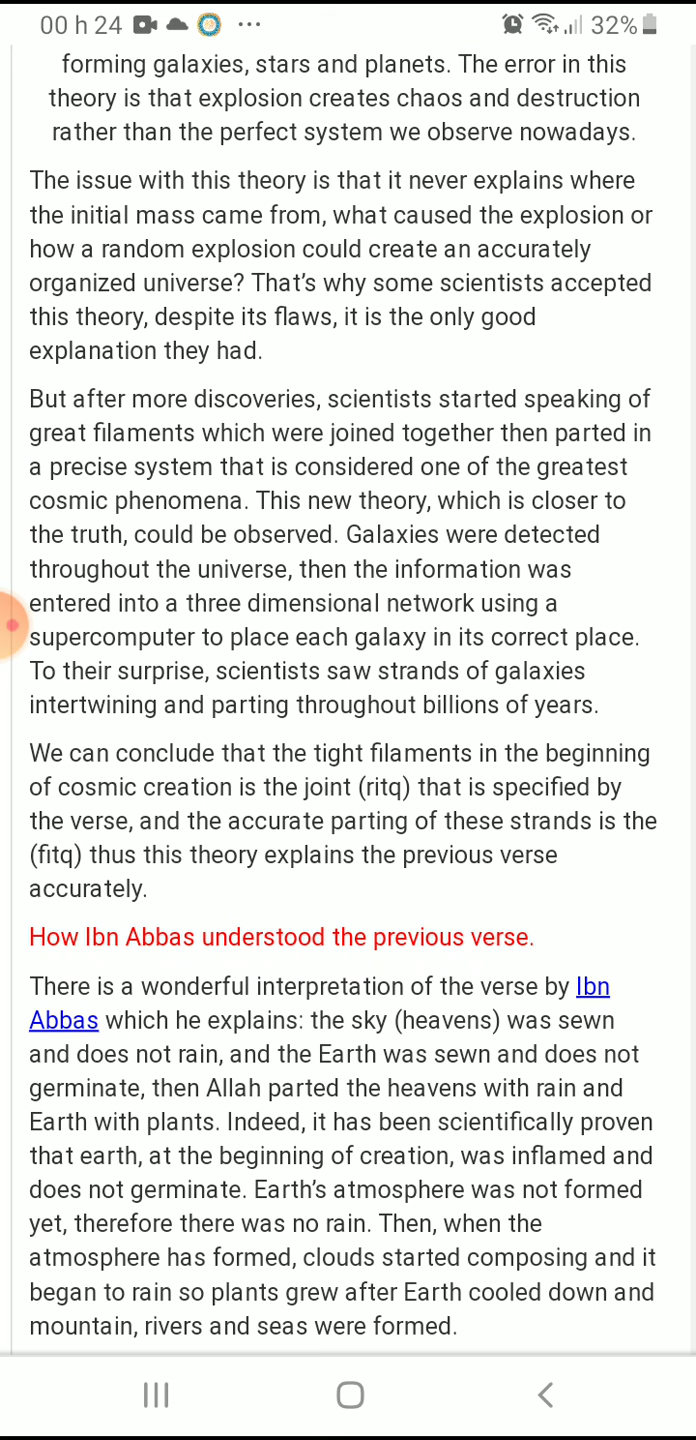 00 h 24 ... 32%
forming galaxies, stars and planets. The error in this
theory is that explosion creates chaos and destruction
rather than the perfect system we observe nowadays.
The issue with this theory is that it never explains where
the initial mass came from, what caused the explosion or
how a random explosion could create an accurately
organized universe? That's why some scientists accepted
this theory, despite its flaws, it is the only good
explanation they had.
But after more discoveries, scientists started speaking of
great filaments which were joined together then parted in
a precise system that is considered one of the greatest
cosmic phenomena. This new theory, which is closer to
the truth, could be observed. Galaxies were detected
throughout the universe, then the information was
entered into a three dimensional network using a
supercomputer to place each galaxy in its correct place.
To their surprise, scientists saw strands of galaxies
intertwining and parting throughout billions of years.
We can conclude that the tight filaments in the beginning
of cosmic creation is the joint (ritq) that is specified by
the verse, and the accurate parting of these strands is the
(fitq) thus this theory explains the previous verse
accurately.
How Ibn Abbas understood the previous verse.
There is a wonderful interpretation of the verse by Ibn
Abbas which he explains: the sky (heavens) was sewn
and does not rain, and the Earth was sewn and does not
germinate, then Allah parted the heavens with rain and
Earth with plants. Indeed, it has been scientifically proven
that earth, at the beginning of creation, was inflamed and
does not germinate. Earth's atmosphere was not formed
yet, therefore there was no rain. Then, when the
atmosphere has formed, clouds started composing and it
began to rain so plants grew after Earth cooled down and
mountain, rivers and seas were formed.